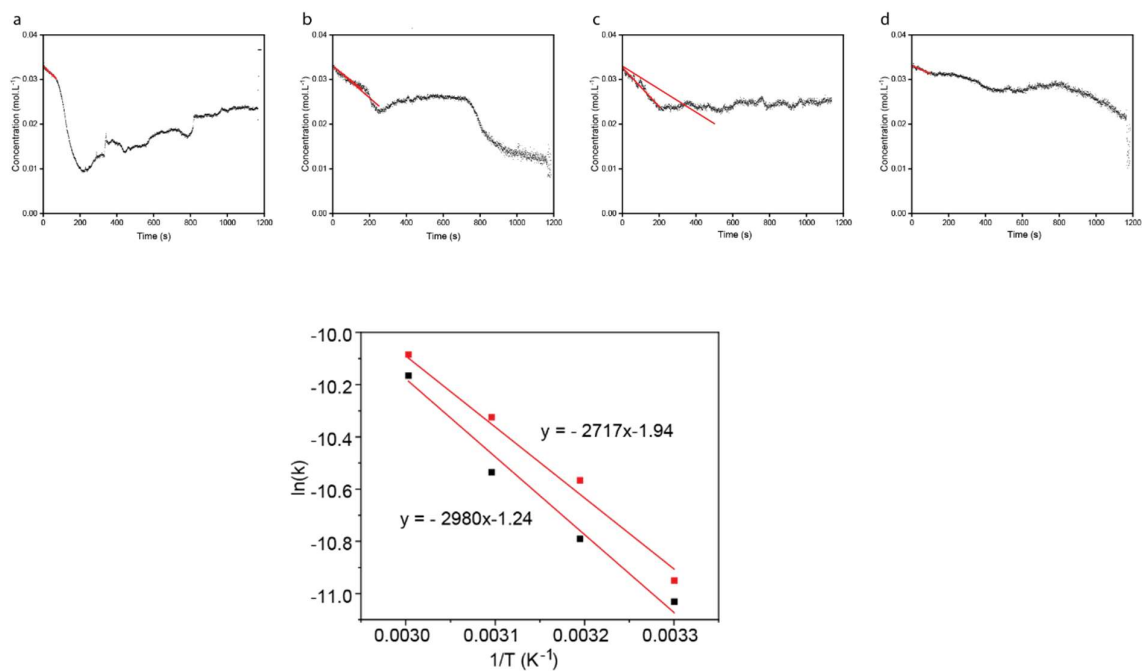 a
0.04
0.03
0.02
0.01
0.00
Concentration (mol.L⁻¹)
0 200 400 600 800 1000 1200
Time (s)
b
0.04
0.03
0.02
0.01
0.00
Concentration (mol.L⁻¹)
0 200 400 600 800 1000 1200
Time (s)
c
0.04
0.03
0.02
0.01
0.00
Concentration (mol.L⁻¹)
0 200 400 600 800 1000 1200
Time (s)
d
0.04
0.03
0.02
0.01
0.00
Concentration (mol.L⁻¹)
0 200 400 600 800 1000 1200
Time (s)
-10.0
-10.2
-10.4
-10.6
-10.8
-11.0
ln(k)
y = - 2717x-1.94
y = - 2980x-1.24
0.0030 0.0031 0.0032 0.0033
1/T (K⁻¹)